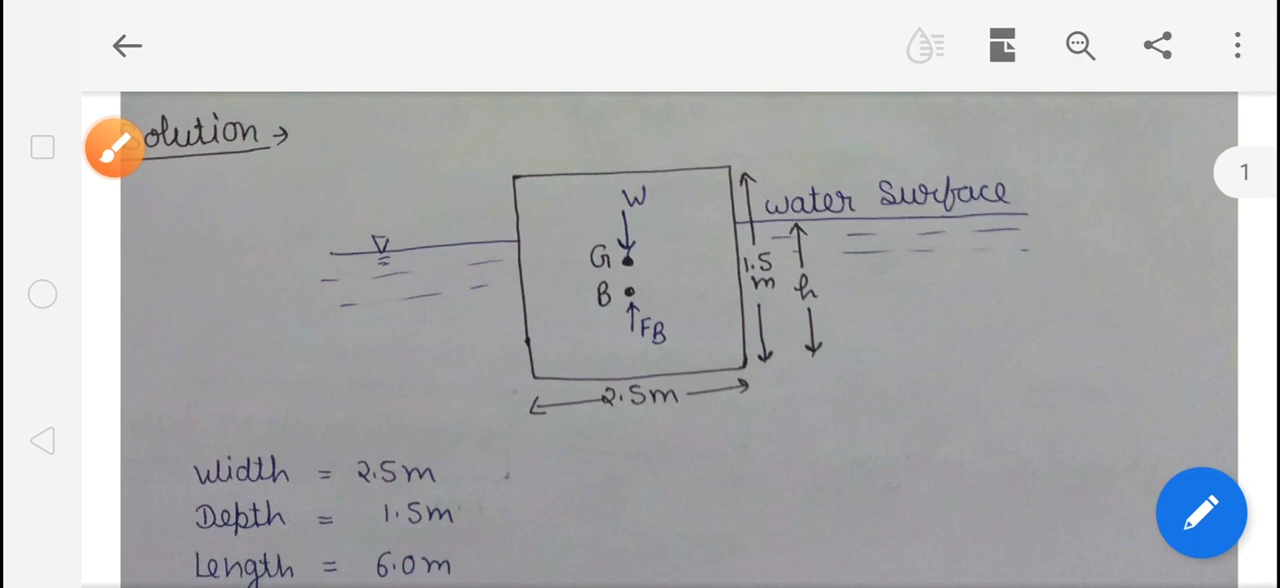 Solution →
W
water surface
G
1.5
m
h
B
FB
2.5m
Width = 2.5m
Depth = 1.5m
Length = 6.0m
1